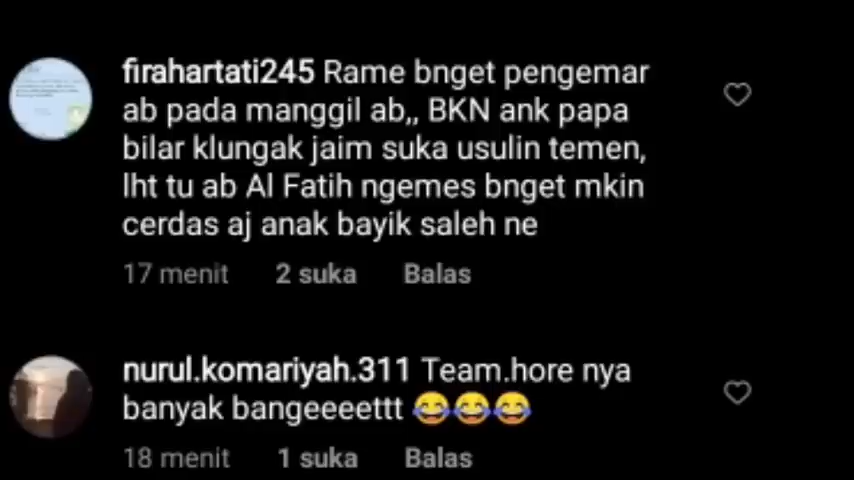 firahartati245 Rame bnget pengemar
ab pada manggil ab,, BKN ank papa
bilar klungak jaim suka usulin temen,
lht tu ab Al Fatih ngemes bnget mkin
cerdas aj anak bayik saleh ne
17 menit 2 suka Balas
nurul.komariyah.311 Team.hore nya
banyak bangeeeettt 😂😂😂
18 menit 1 suka Balas